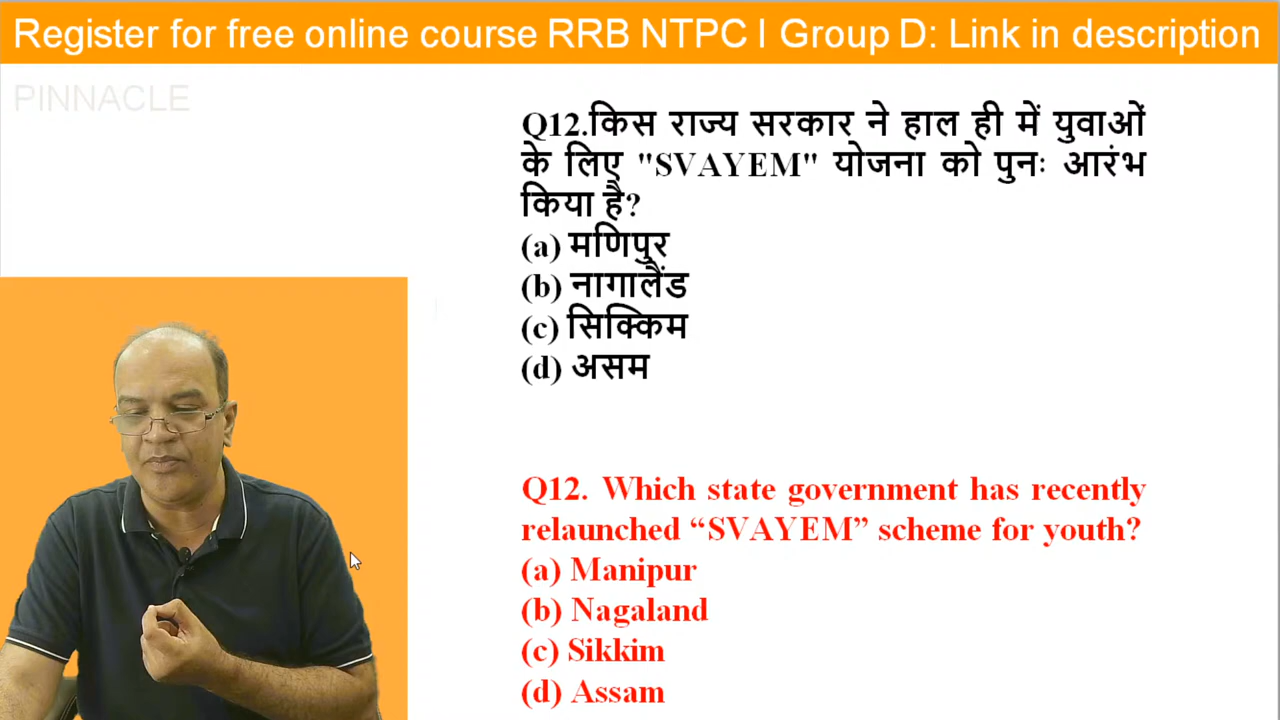 Register for free online course RRB NTPC I Group D: Link in description
PINNACLE
Q12.किस राज्य सरकार ने हाल ही में युवाओं
के लिए "SVAYEM" योजना को पुनः आरंभ
किया है?
(a) मणिपुर
(b) नागालैंड
(c) सिक्किम
(d) असम
Q12. Which state government has recently
relaunched “SVAYEM” scheme for youth?
(a) Manipur
(b) Nagaland
(c) Sikkim
(d) Assam